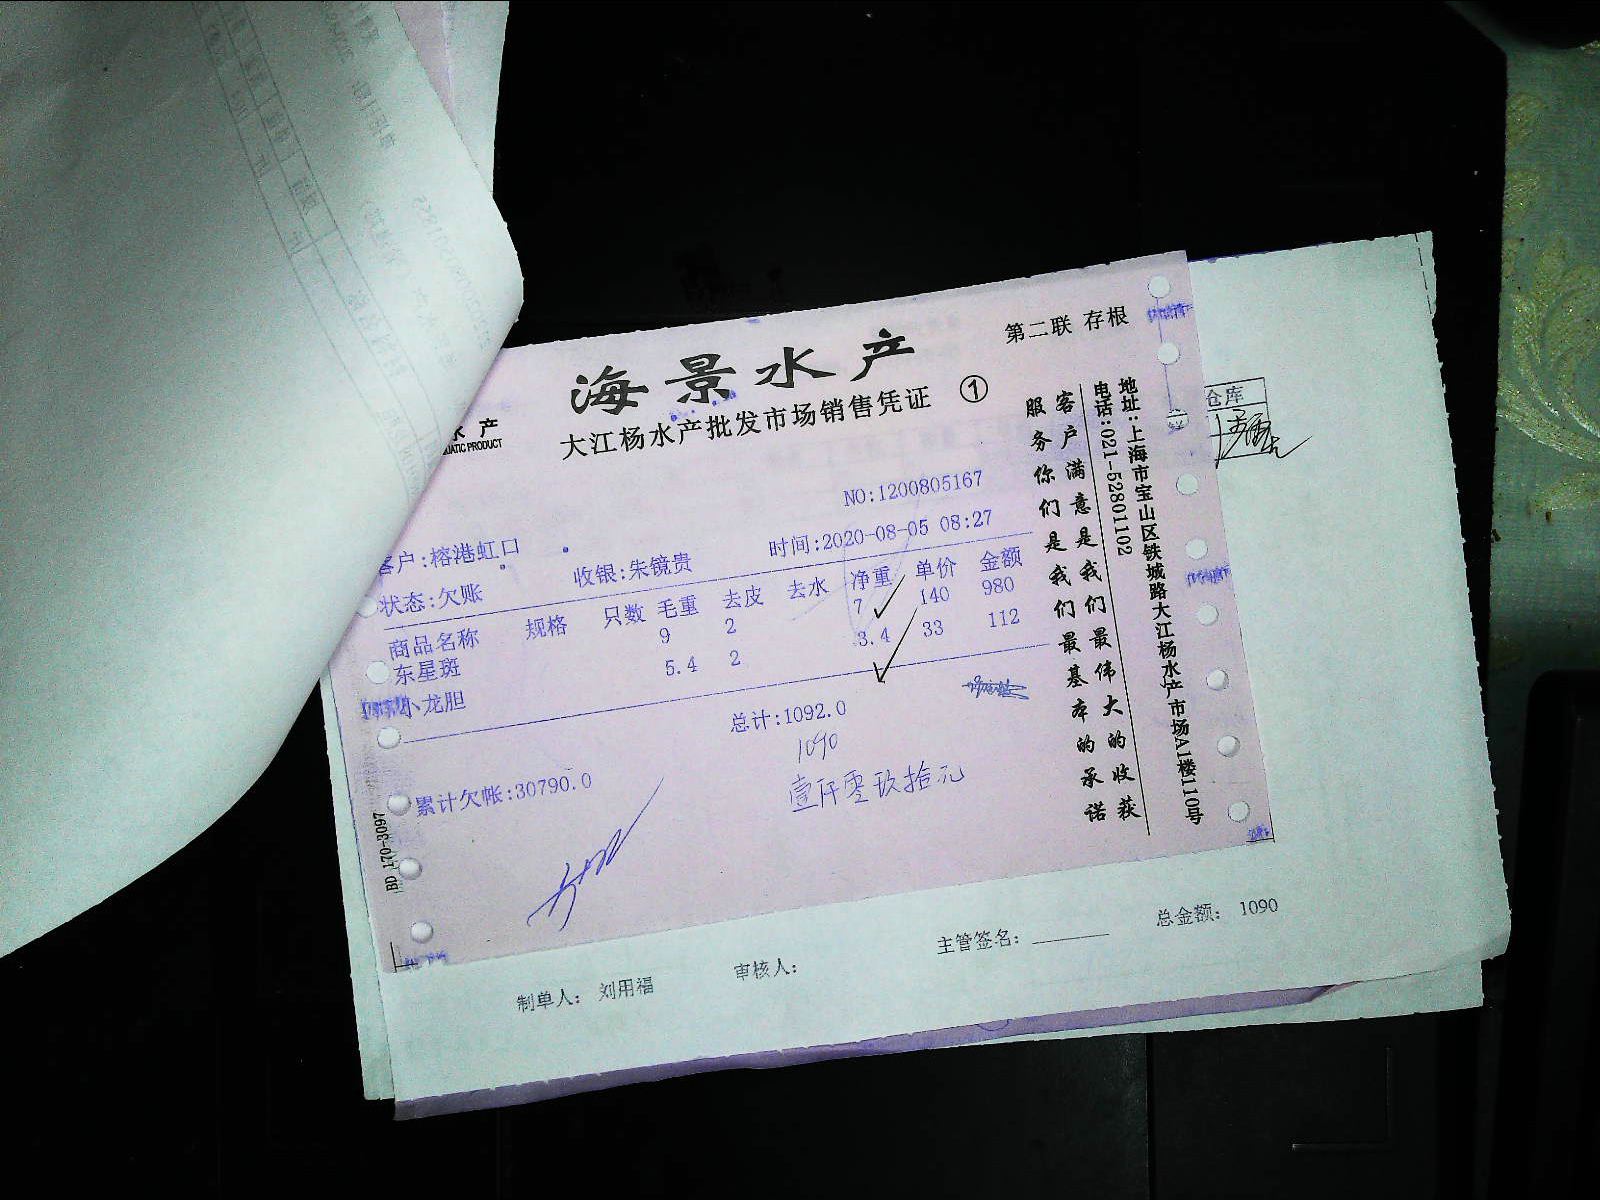 海景水产
第二联 存根
大江杨水产批发市场销售凭证 ①
水产
UATIC PRODUCT
NO:1200805167
客户:榕港虹口
时间:2020-08-05 08:27
状态:欠账
收银:朱镜贵
商品名称 规格 只数 毛重 去皮 去水 净重 单价 金额
东星斑 9 2 7 140 980
小龙胆 5.4 2 3.4 33 112
总计:1092.0
1090
累计欠帐:30790.0
壹仟零玖拾元
BD 170-3097
客户满意是我们最伟大的收获
服务你们是我们最基本的承诺
地址:上海市宝山区铁城路大江杨水产市场A1楼110号
电话:021-52801102
仓库
制单人: 刘用福
审核人:
主管签名:
总金额: 1090